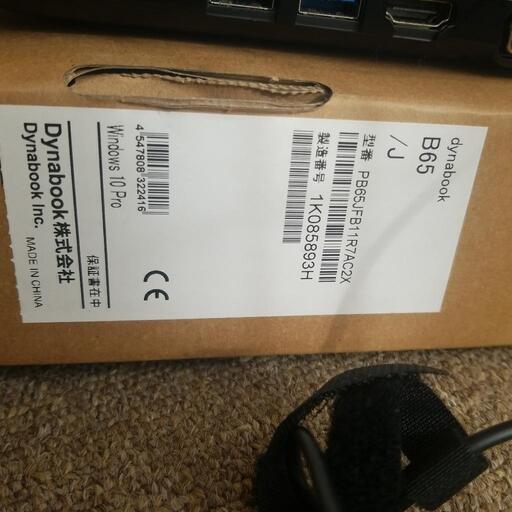 dynabook
B65
/J
型番 PB65JFB11R7AC2X
製造番号 1K085893H
4 547808 322416
Windows 10 Pro
保証書在中
Dynabook株式会社
Dynabook Inc. MADE IN CHINA